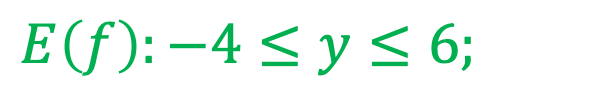 E(f): −4 ≤ y ≤ 6;